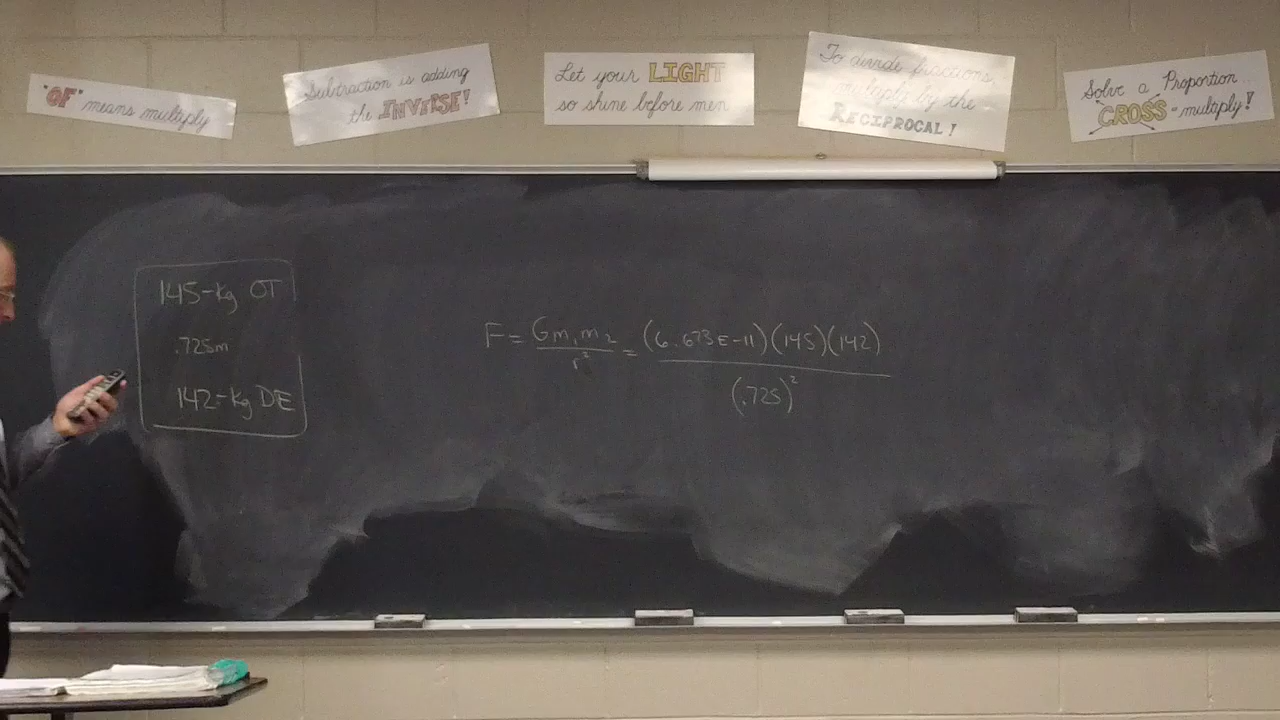 "OF" means multiply
Subtraction is adding
the INVERSE!
Let your LIGHT
so shine before men
To divide fractions,
multiply by the
RECIPROCAL!
Solve a Proportion...
CROSS-multiply!
145-kg OT
.725m
142-kg DE
F = Gm₁m₂/r² = (6.673E-11)(145)(142)
(.725)²